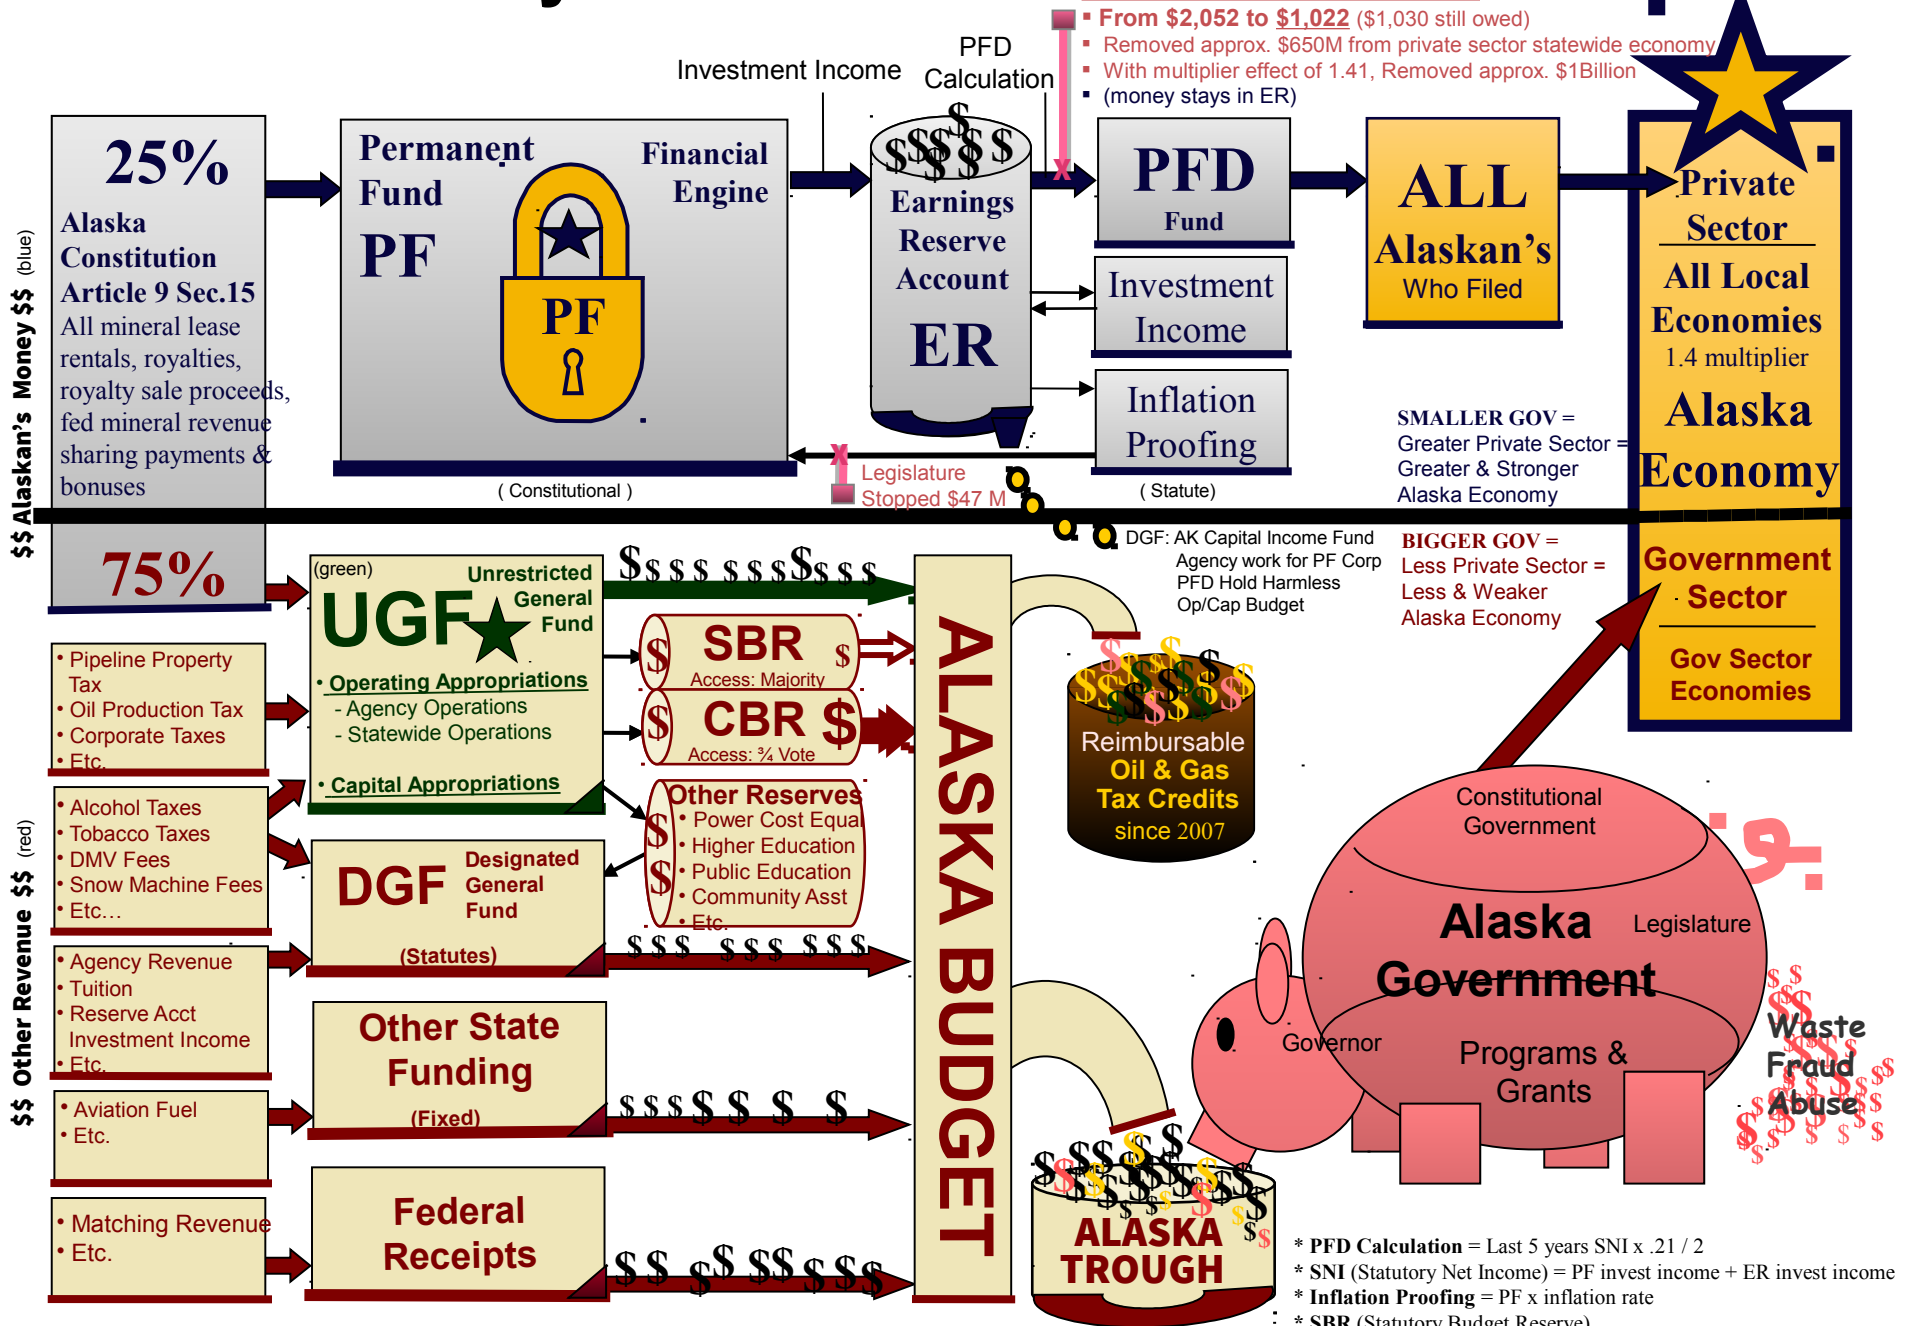 ▪ From $2,052 to $1,022 ($1,030 still owed)
▪ Removed approx. $650M from private sector statewide economy
▪ With multiplier effect of 1.41, Removed approx. $1Billion
▪ (money stays in ER)
Investment Income
PFD
Calculation
25%
Alaska
Constitution
Article 9 Sec.15
All mineral lease
rentals, royalties,
royalty sale proceeds,
fed mineral revenue
sharing payments &
bonuses
Permanent
Fund
PF
Financial
Engine
PF
( Constitutional )
$ $ $ $ $ $ $ $
Earnings
Reserve
Account
ER
PFD
Fund
Investment
Income
Inflation
Proofing
( Statute)
X
X
Legislature
Stopped $47 M
ALL
Alaskan's
Who Filed
Private
Sector
All Local
Economies
1.4 multiplier
Alaska
Economy
SMALLER GOV =
Greater Private Sector =
Greater & Stronger
Alaska Economy
$$ Alaskan's Money $$ (blue)
75%
(green)
UGF
Unrestricted
General
Fund
• Operating Appropriations
- Agency Operations
- Statewide Operations
• Capital Appropriations
$ $ $ $ $ $ $ $ $ $ $
$ SBR $
Access: Majority
$ CBR $
Access: ¾ Vote
$ $
Other Reserves
• Power Cost Equal
• Higher Education
• Public Education
• Community Asst
• Etc.
ALASKA BUDGET
DGF: AK Capital Income Fund
Agency work for PF Corp
PFD Hold Harmless
Op/Cap Budget
BIGGER GOV =
Less Private Sector =
Less & Weaker
Alaska Economy
Government
Sector
Gov Sector
Economies
• Pipeline Property
Tax
• Oil Production Tax
• Corporate Taxes
• Etc.
• Alcohol Taxes
• Tobacco Taxes
• DMV Fees
• Snow Machine Fees
• Etc…
• Agency Revenue
• Tuition
• Reserve Acct
Investment Income
• Etc.
• Aviation Fuel
• Etc.
• Matching Revenue
• Etc.
$$ Other Revenue $$ (red)
DGF
Designated
General
Fund
(Statutes)
$ $ $ $ $ $ $ $ $
Other State
Funding
(Fixed)
$ $ $ $ $ $ $ $
Federal
Receipts
$ $ $ $ $ $ $ $ $ $
Reimbursable
Oil & Gas
Tax Credits
since 2007
Constitutional
Government
Alaska
Government
Legislature
Governor
Programs &
Grants
Waste
Fraud
Abuse
ALASKA
TROUGH
* PFD Calculation = Last 5 years SNI x .21 / 2
* SNI (Statutory Net Income) = PF invest income + ER invest income
* Inflation Proofing = PF x inflation rate
* SBR (Statutory Budget Reserve)